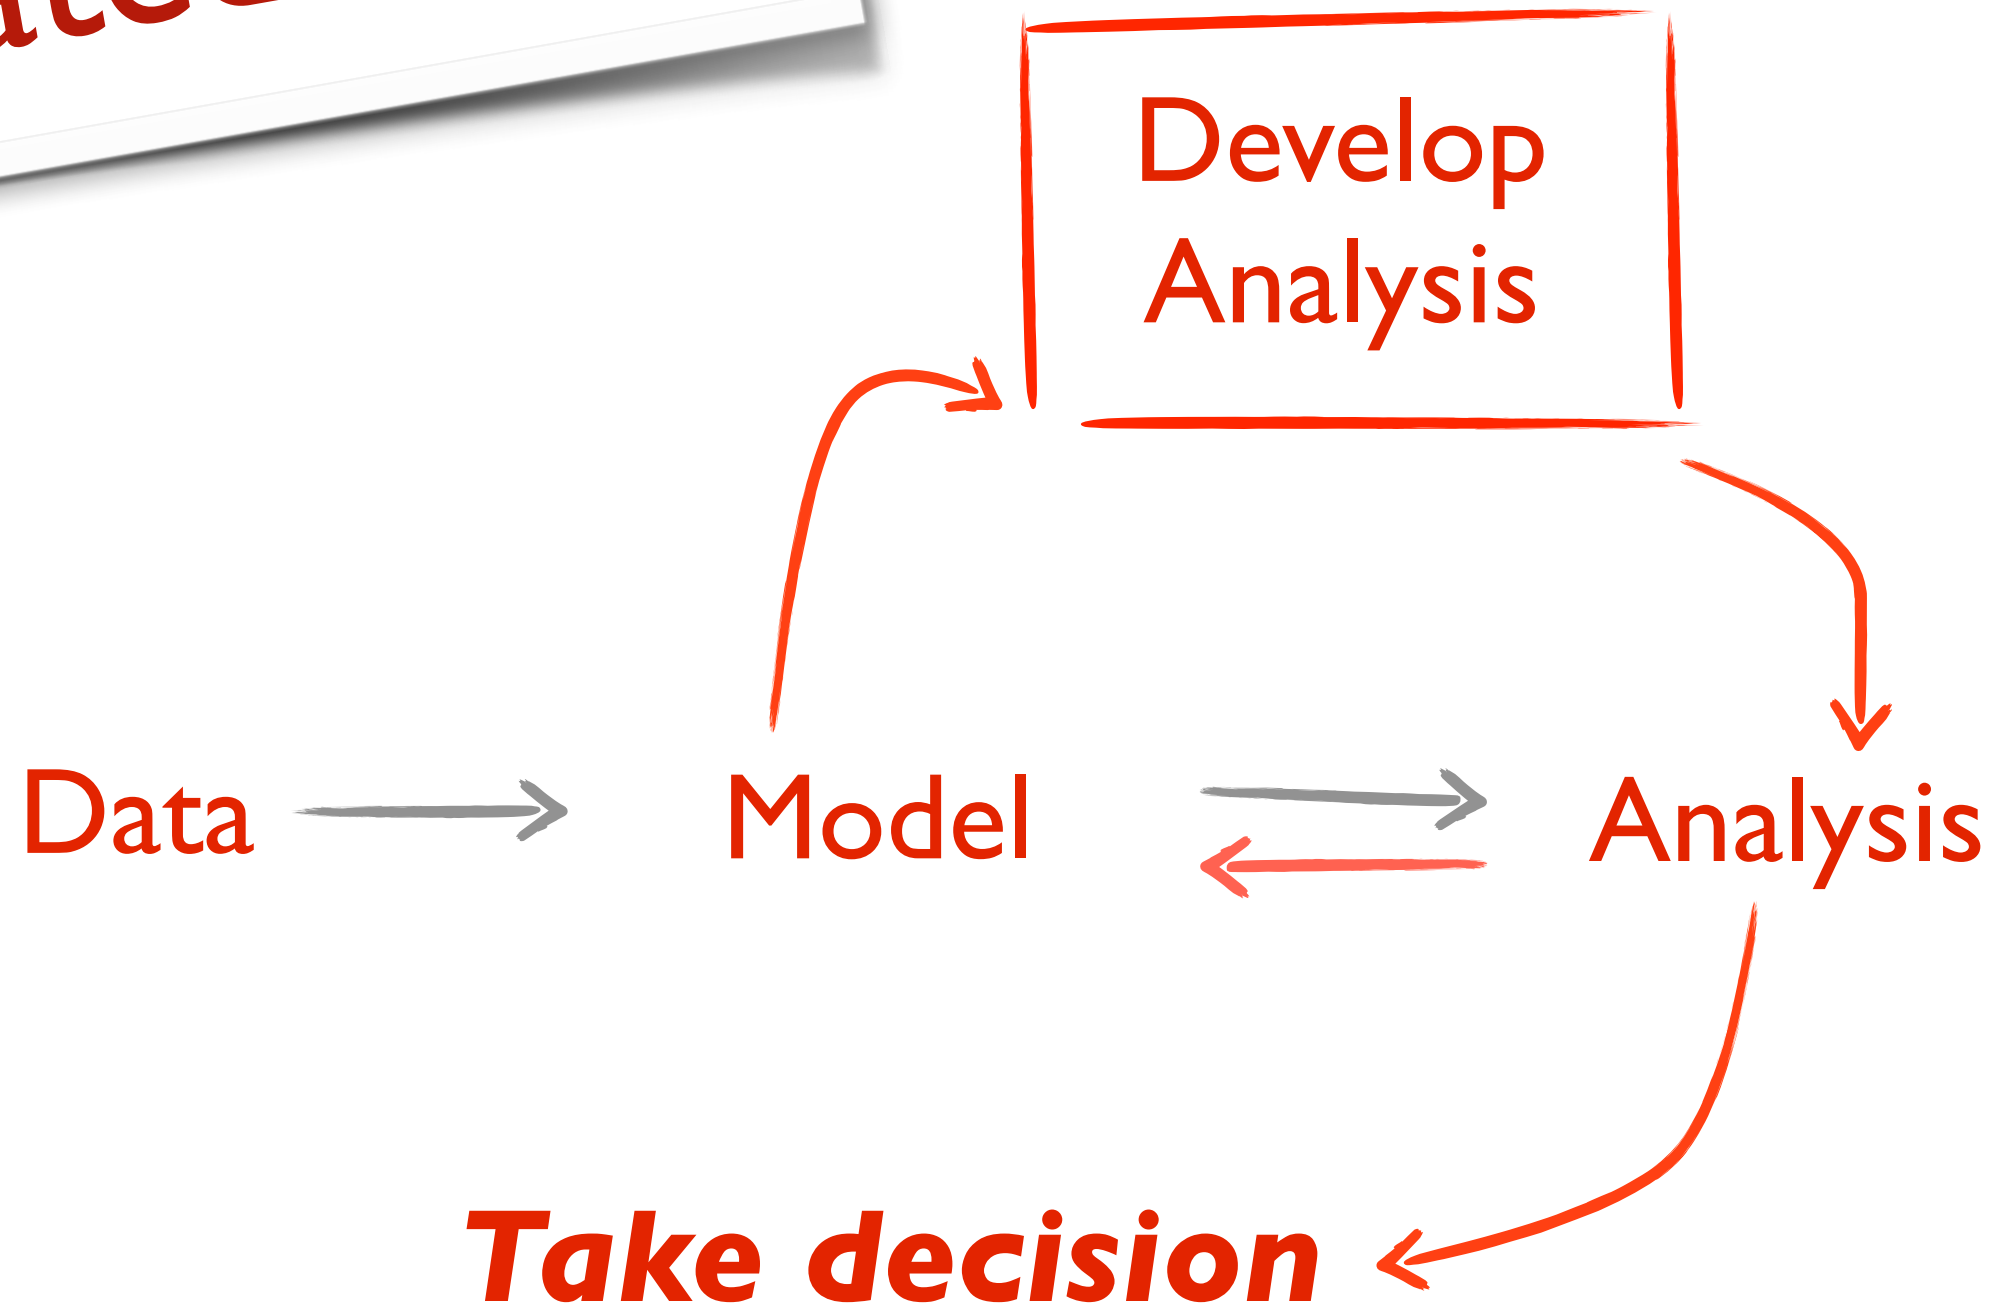 Develop
Analysis
Data Model Analysis
Take decision